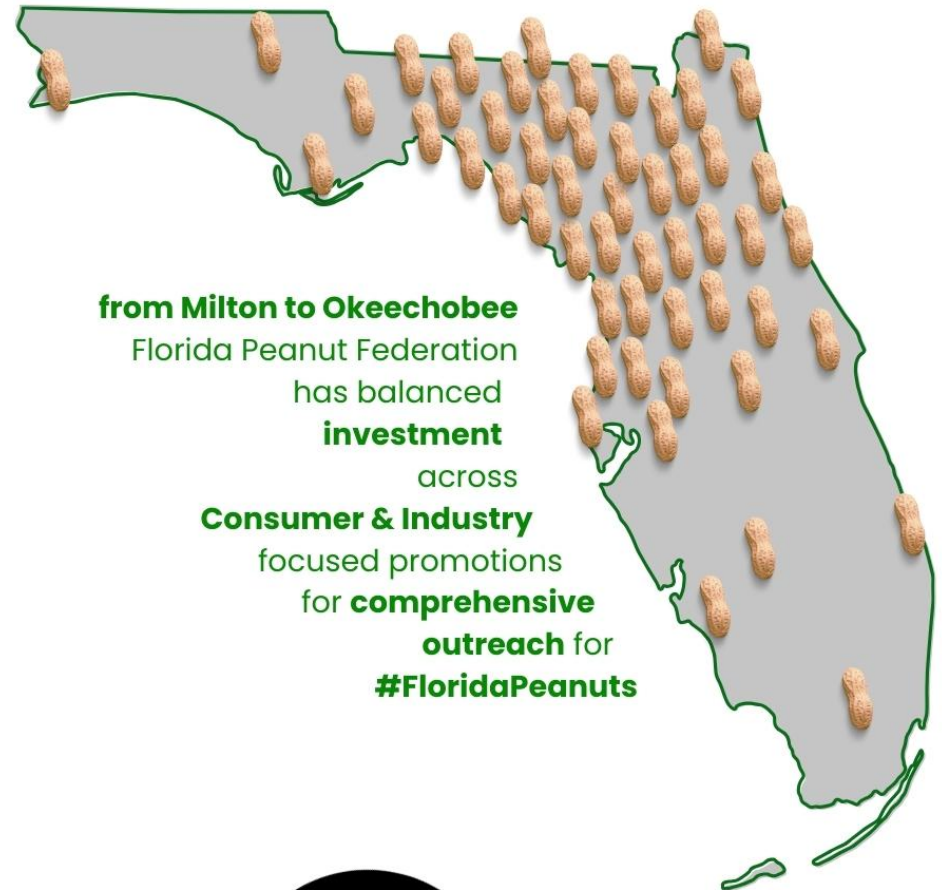 from Milton to Okeechobee
Florida Peanut Federation
has balanced
investment
across
Consumer & Industry
focused promotions
for comprehensive
outreach for
#FloridaPeanuts